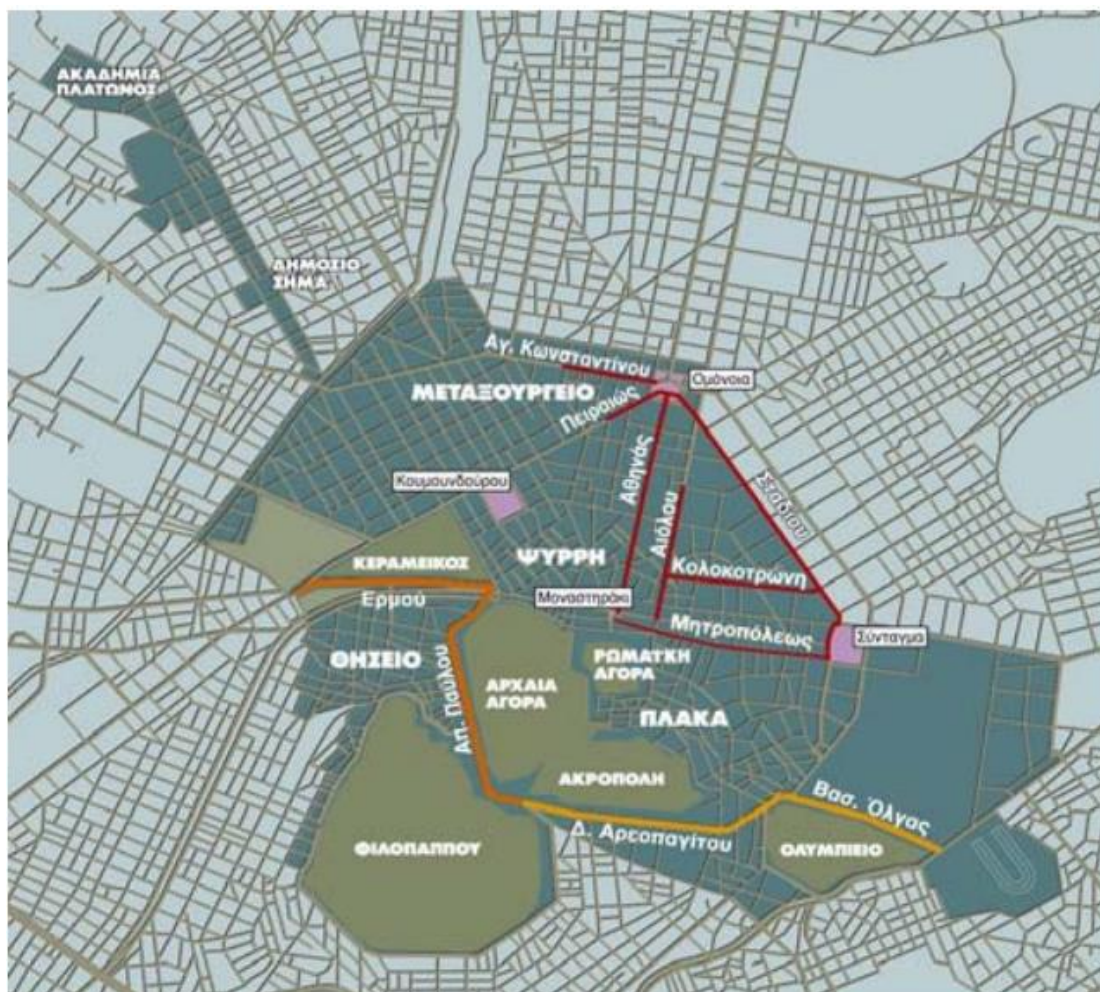 ΑΚΑΔΗΜΙΑ
ΠΛΑΤΩΝΟΣ
ΔΗΜΟΣΙΟ
ΣΗΜΑ
Αγ. Κωνσταντίνου
Ομόνοια
ΜΕΤΑΞΟΥΡΓΕΙΟ
Πειραιώς
Κουμουνδούρου
Αθηνάς
Αιόλου
Σταδίου
ΨΥΡΡΗ
ΚΕΡΑΜΕΙΚΟΣ
Κολοκοτρώνη
Ερμού
Μοναστηράκι
Μητροπόλεως
Σύνταγμα
ΘΗΣΕΙΟ
ΡΩΜΑΤΚΗ
ΑΓΟΡΑ
Απ. Παύλου
ΑΡΧΑΙΑ
ΑΓΟΡΑ
ΠΛΑΚΑ
ΑΚΡΟΠΟΛΗ
Βασ. Όλγας
Δ. Αρεοπαγίτου
ΦΙΛΟΠΑΠΠΟΥ
ΟΛΥΜΠΙΕΙΟ